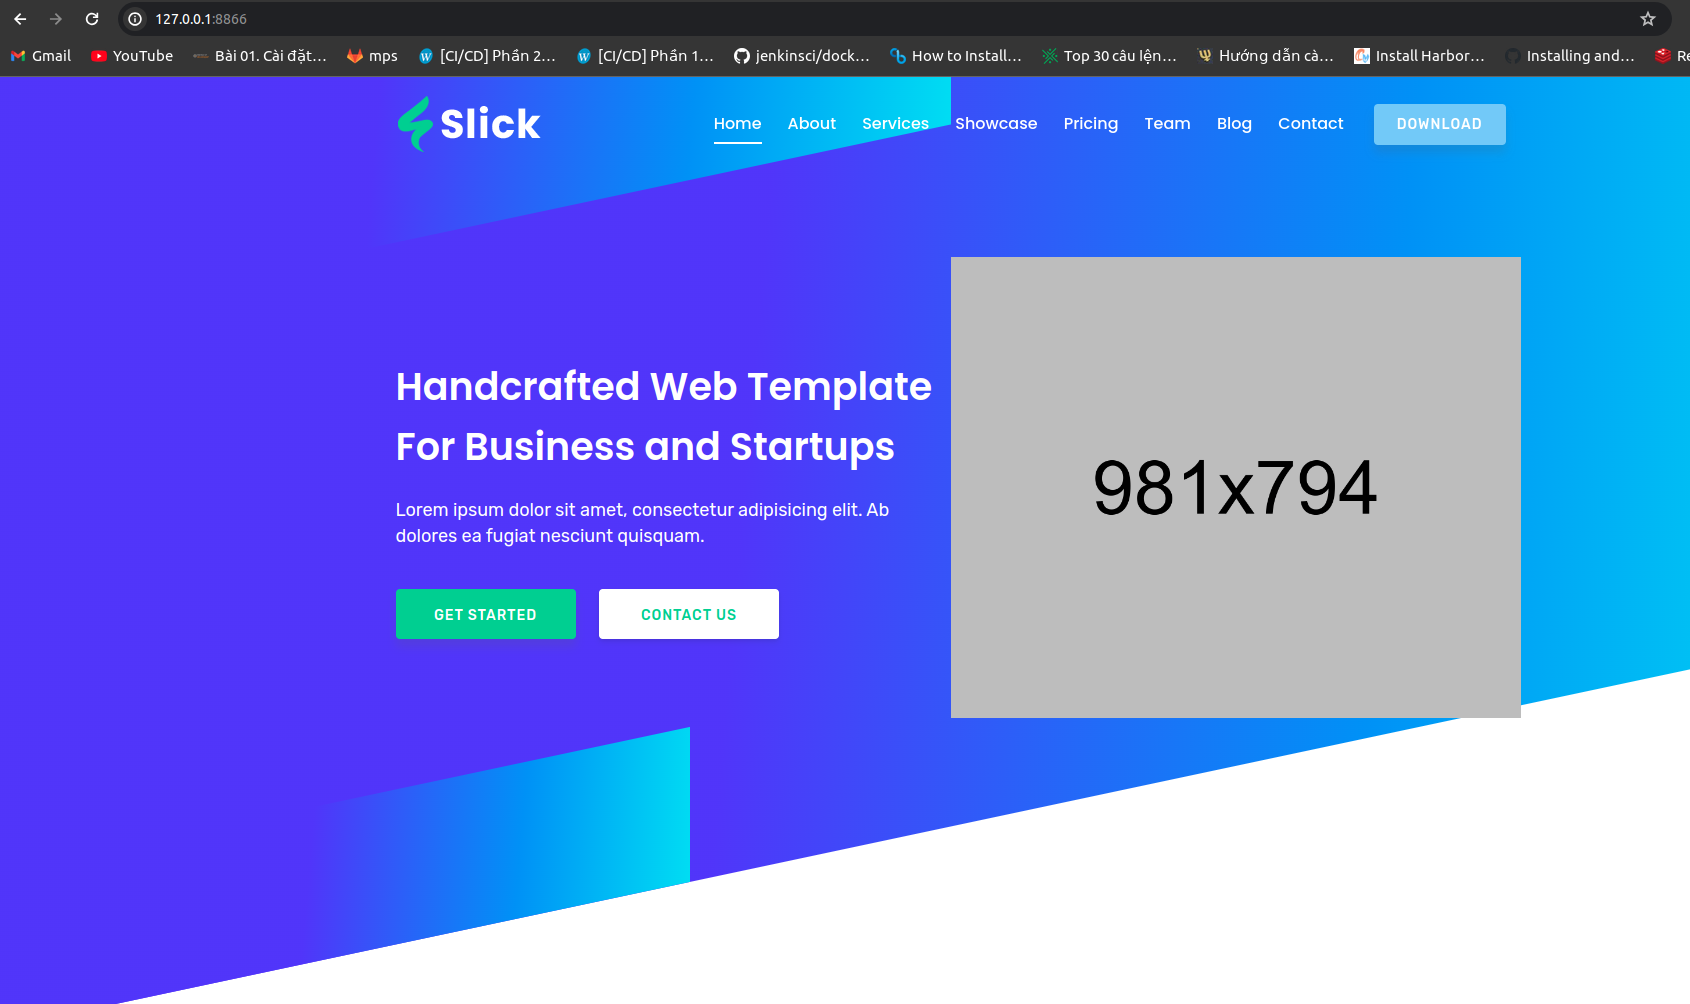 127.0.0.1:8866
Gmail YouTube Bài 01. Cài đặt... mps [CI/CD] Phần 2... [CI/CD] Phần 1... jenkinsci/dock... How to Install... Top 30 câu lện... Hướng dẫn cà... Install Harbor... Installing and... Re
Slick Home About Services Showcase Pricing Team Blog Contact DOWNLOAD
Handcrafted Web Template
For Business and Startups
981x794
Lorem ipsum dolor sit amet, consectetur adipisicing elit. Ab
dolores ea fugiat nesciunt quisquam.
GET STARTED CONTACT US